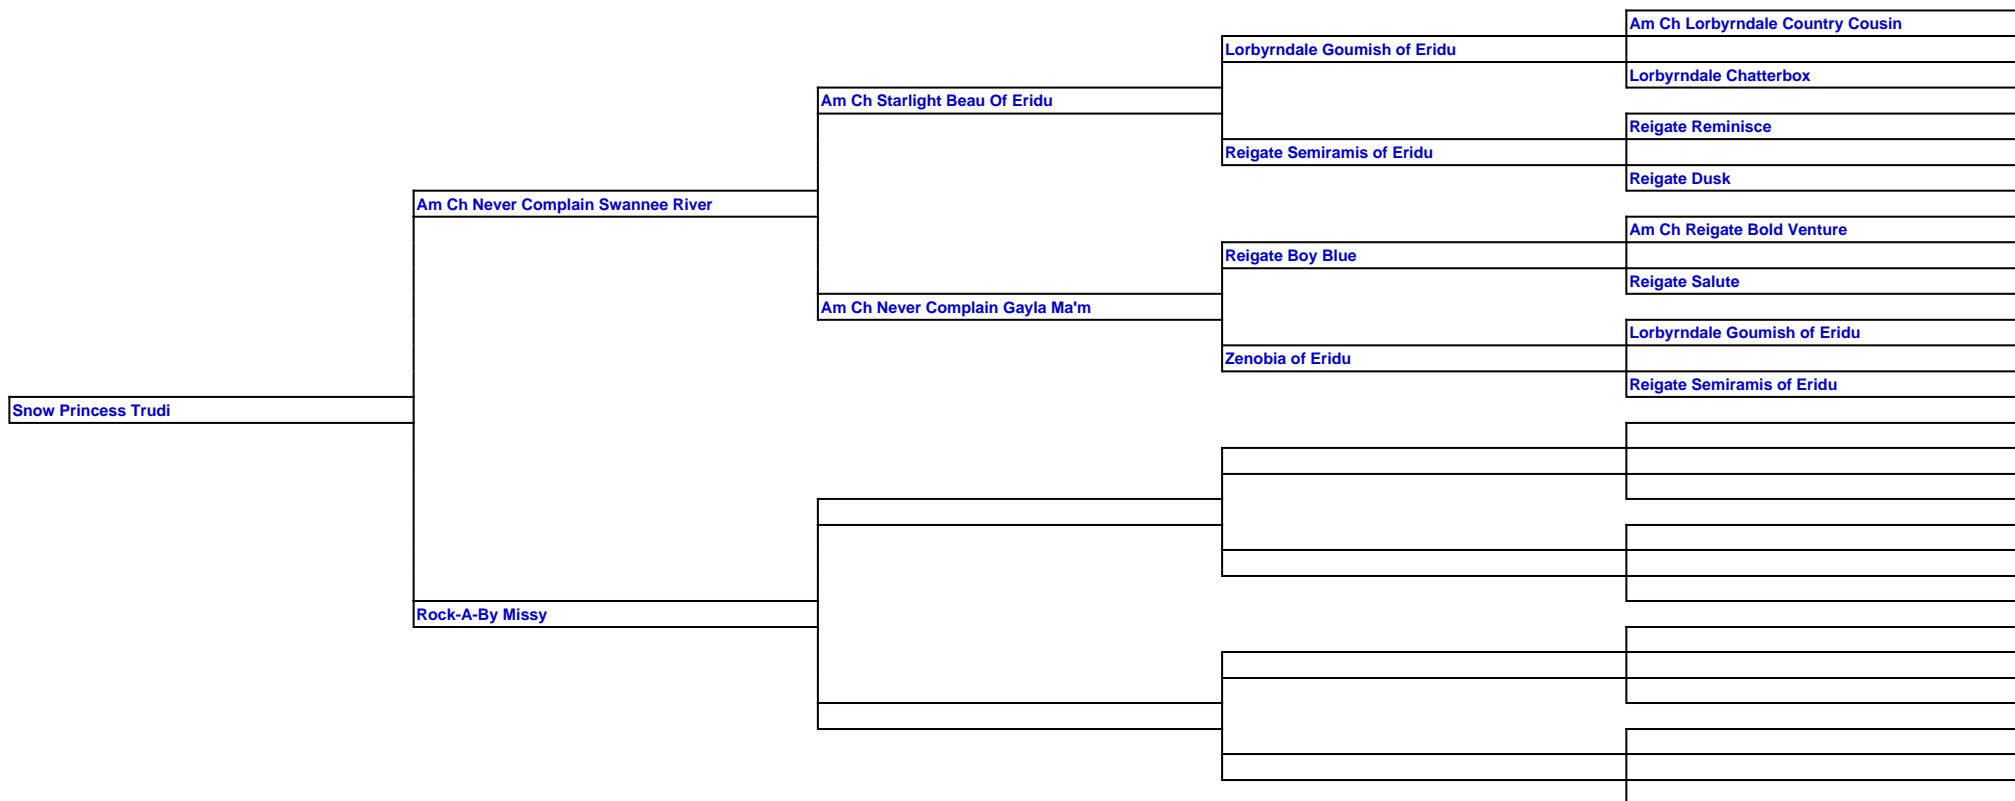 Am Ch Lorbyrndale Country Cousin
Lorbyrndale Goumish of Eridu
Lorbyrndale Chatterbox
Am Ch Starlight Beau Of Eridu
Reigate Reminisce
Reigate Semiramis of Eridu
Reigate Dusk
Am Ch Never Complain Swannee River
Am Ch Reigate Bold Venture
Reigate Boy Blue
Reigate Salute
Am Ch Never Complain Gayla Ma'm
Lorbyrndale Goumish of Eridu
Zenobia of Eridu
Reigate Semiramis of Eridu
Snow Princess Trudi
Rock-A-By Missy